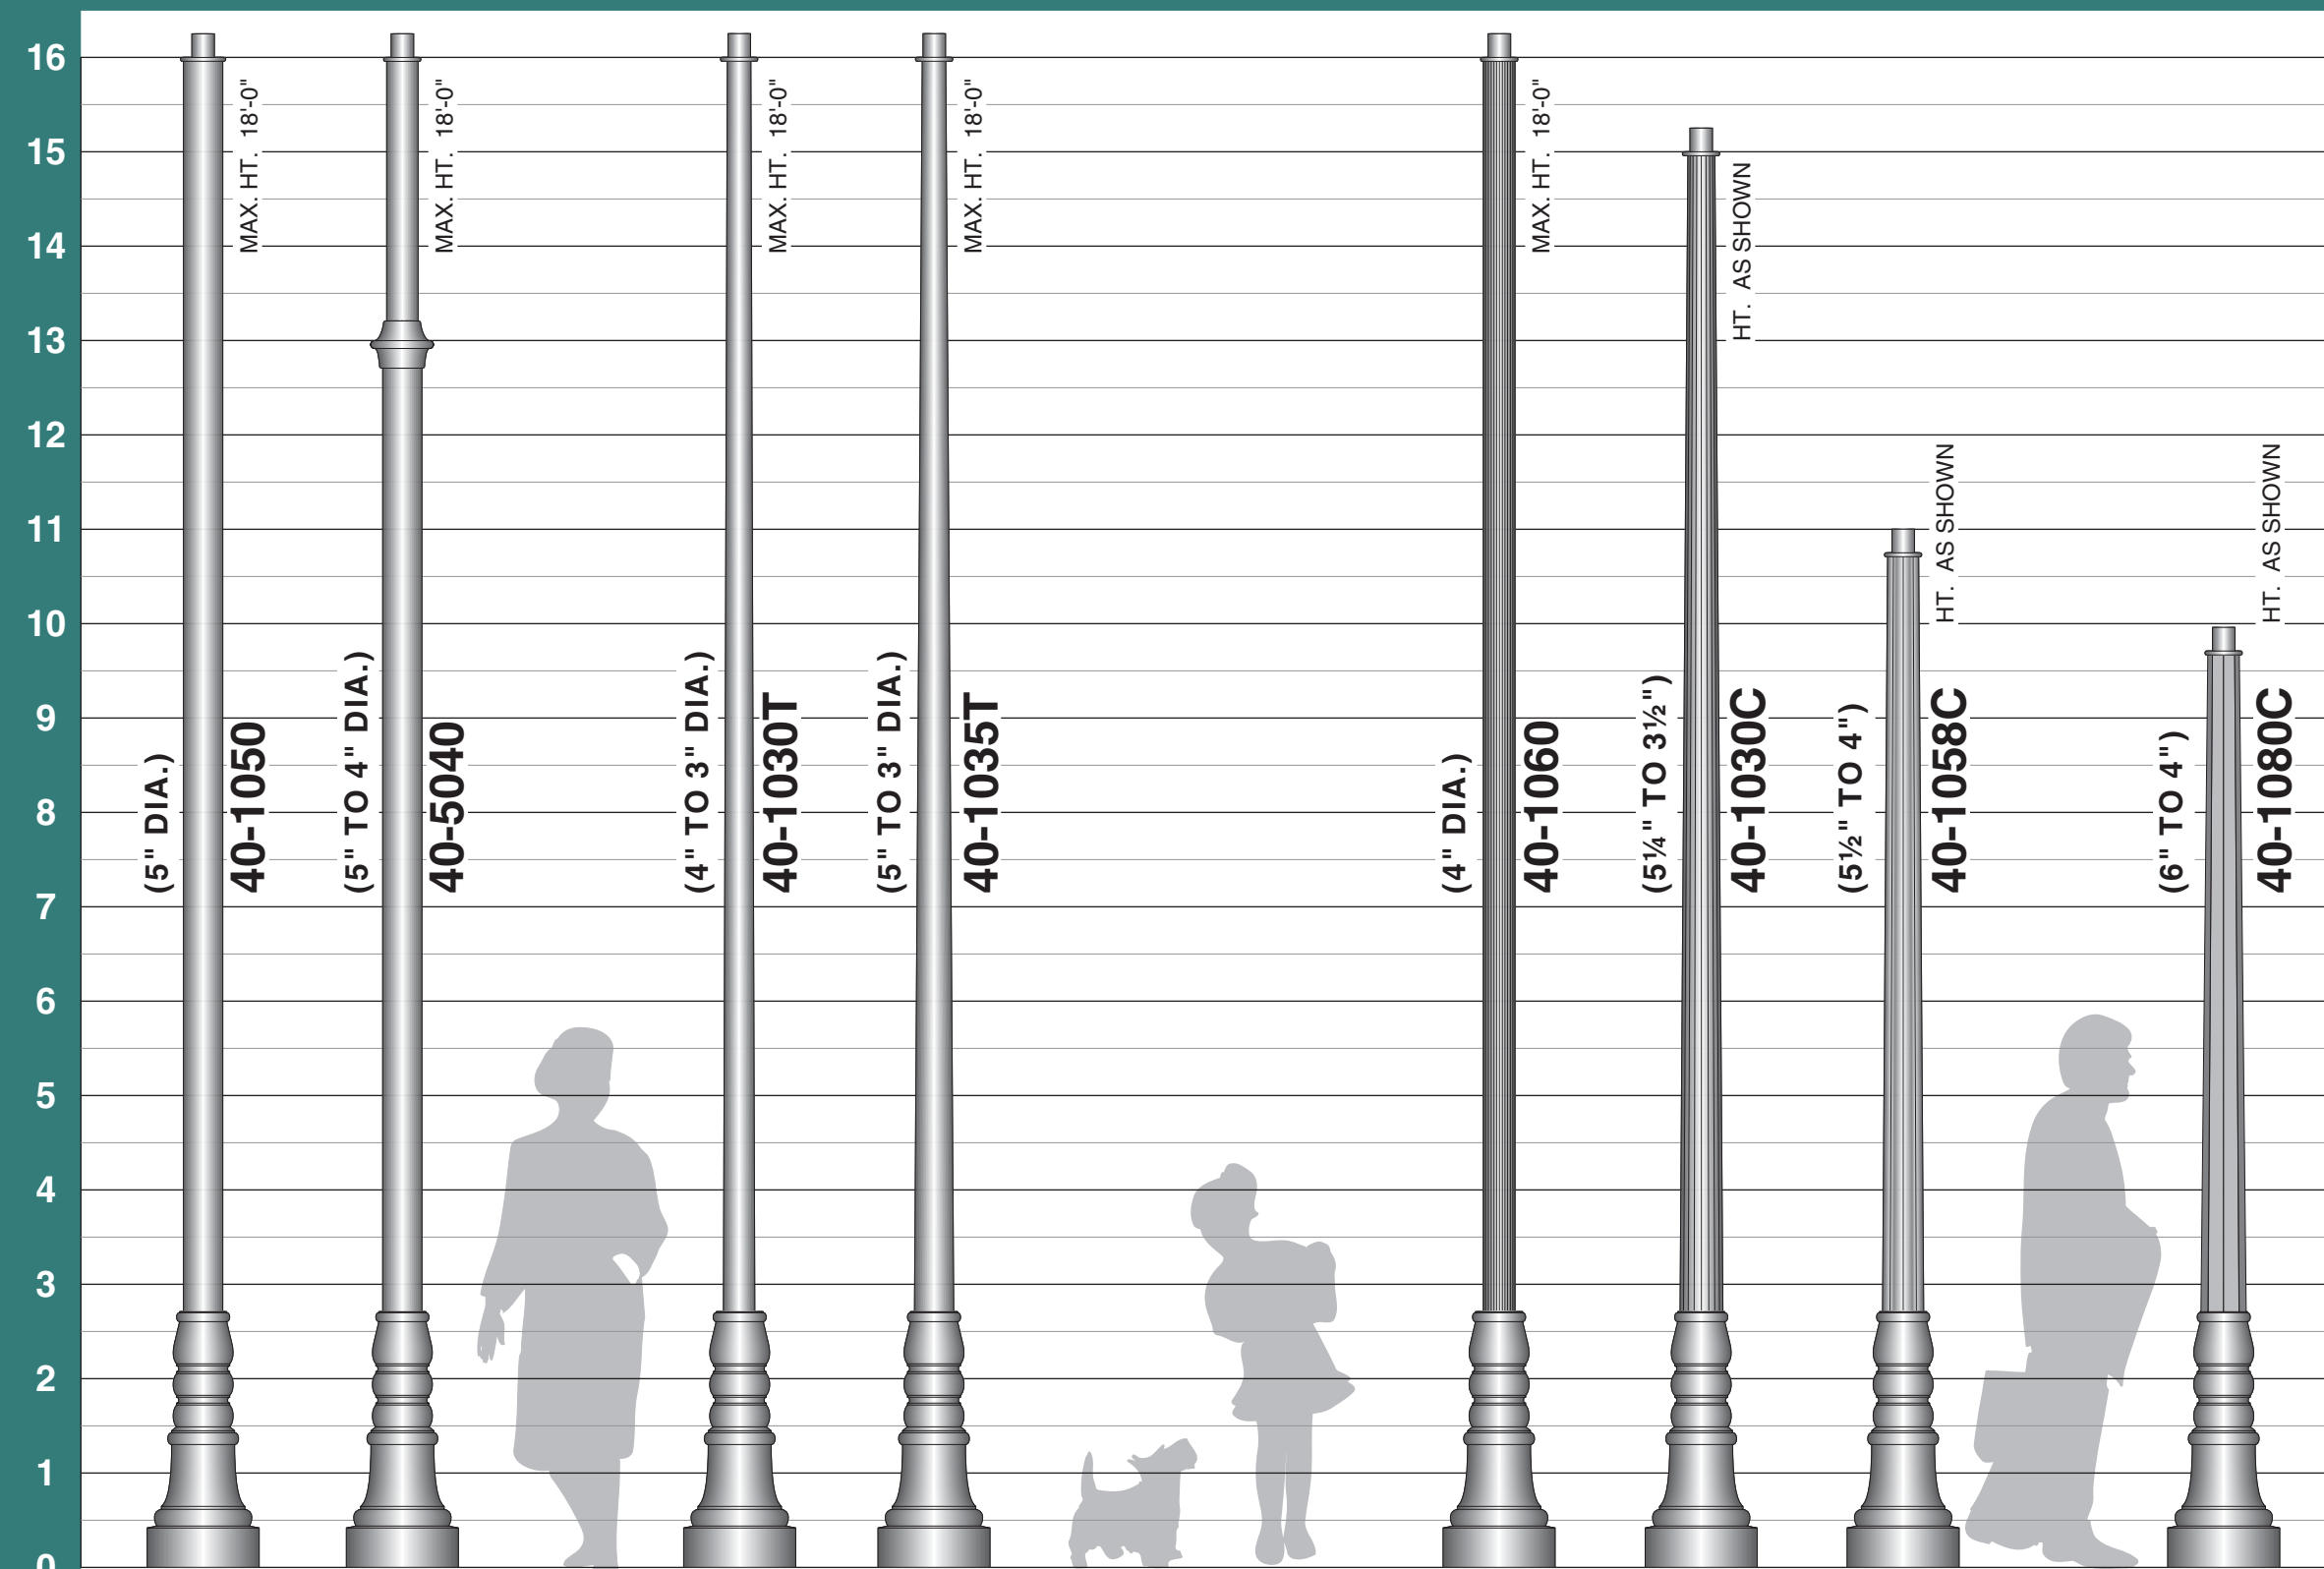 16
15
14
13
12
11
10
9
8
7
6
5
4
3
2
1
0
(5" DIA.)
40-1050
MAX. HT. 18'-0"
(5" TO 4" DIA.)
40-5040
MAX. HT. 18'-0"
(4" TO 3" DIA.)
40-1030T
MAX. HT. 18'-0"
(5" TO 3" DIA.)
40-1035T
MAX. HT. 18'-0"
(4" DIA.)
40-1060
MAX. HT. 18'-0"
(5¼" TO 3½")
40-1030C
HT. AS SHOWN
(5½" TO 4")
40-1058C
HT. AS SHOWN
(6" TO 4")
40-1080C
HT. AS SHOWN